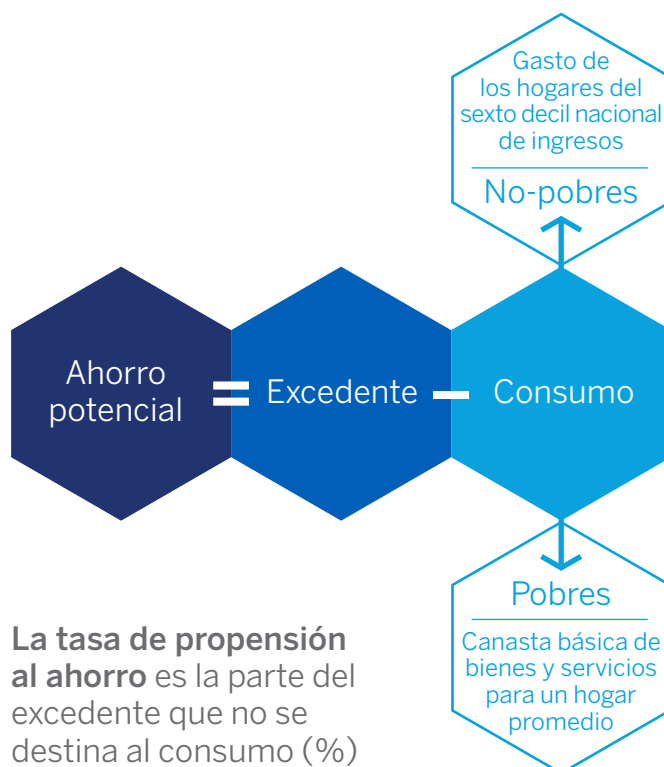 Gasto de
los hogares del
sexto decil nacional
de ingresos
No-pobres
Ahorro
potencial
=
Excedente
-
Consumo
Pobres
Canasta básica de
bienes y servicios
para un hogar
promedio
La tasa de propensión
al ahorro es la parte del
excedente que no se
destina al consumo (%)